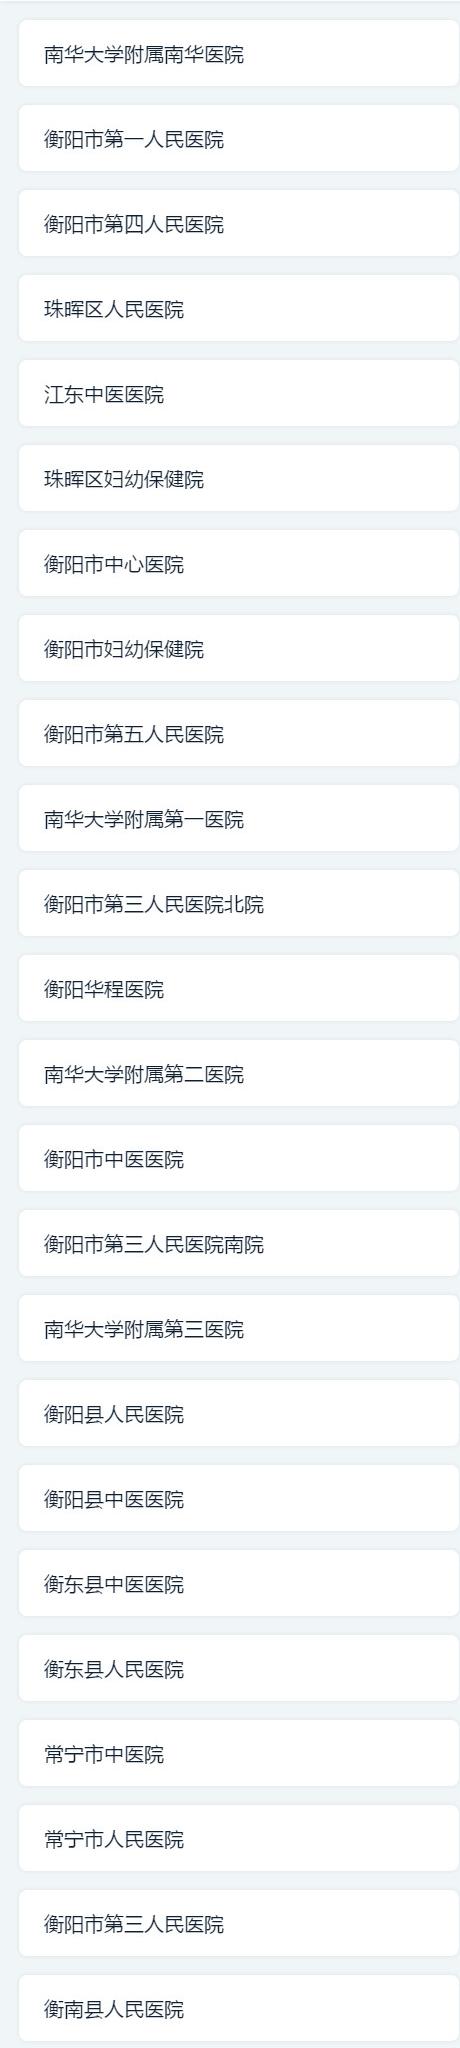 南华大学附属南华医院
衡阳市第一人民医院
衡阳市第四人民医院
珠晖区人民医院
江东中医医院
珠晖区妇幼保健院
衡阳市中心医院
衡阳市妇幼保健院
衡阳市第五人民医院
南华大学附属第一医院
衡阳市第三人民医院北院
衡阳华程医院
南华大学附属第二医院
衡阳市中医医院
衡阳市第三人民医院南院
南华大学附属第三医院
衡阳县人民医院
衡阳县中医医院
衡东县中医医院
衡东县人民医院
常宁市中医院
常宁市人民医院
衡阳市第三人民医院
衡南县人民医院